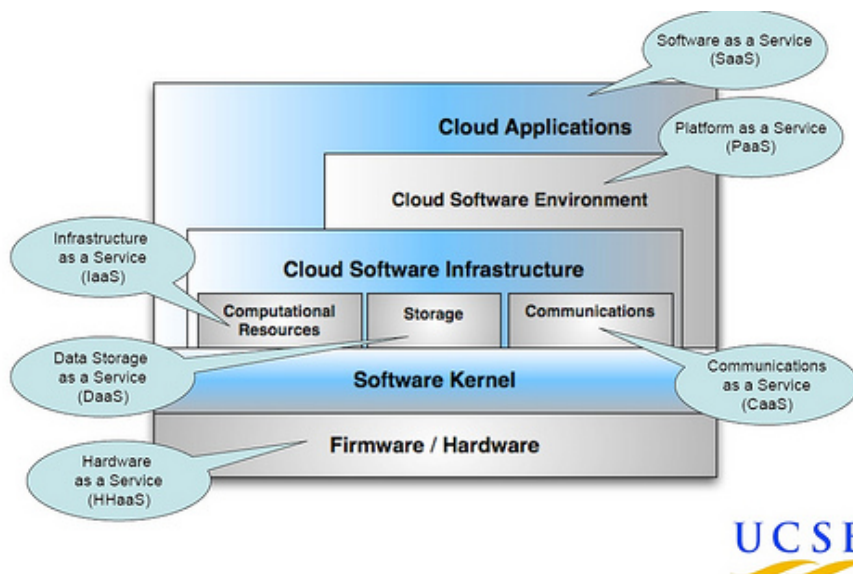 Software as a Service
(SaaS)
Cloud Applications
Platform as a Service
(PaaS)
Cloud Software Environment
Infrastructure
as a Service
(IaaS)
Cloud Software Infrastructure
Computational
Resources
Storage
Communications
Data Storage
as a Service
(DaaS)
Software Kernel
Communications
as a Service
(CaaS)
Firmware / Hardware
Hardware
as a Service
(HHaaS)